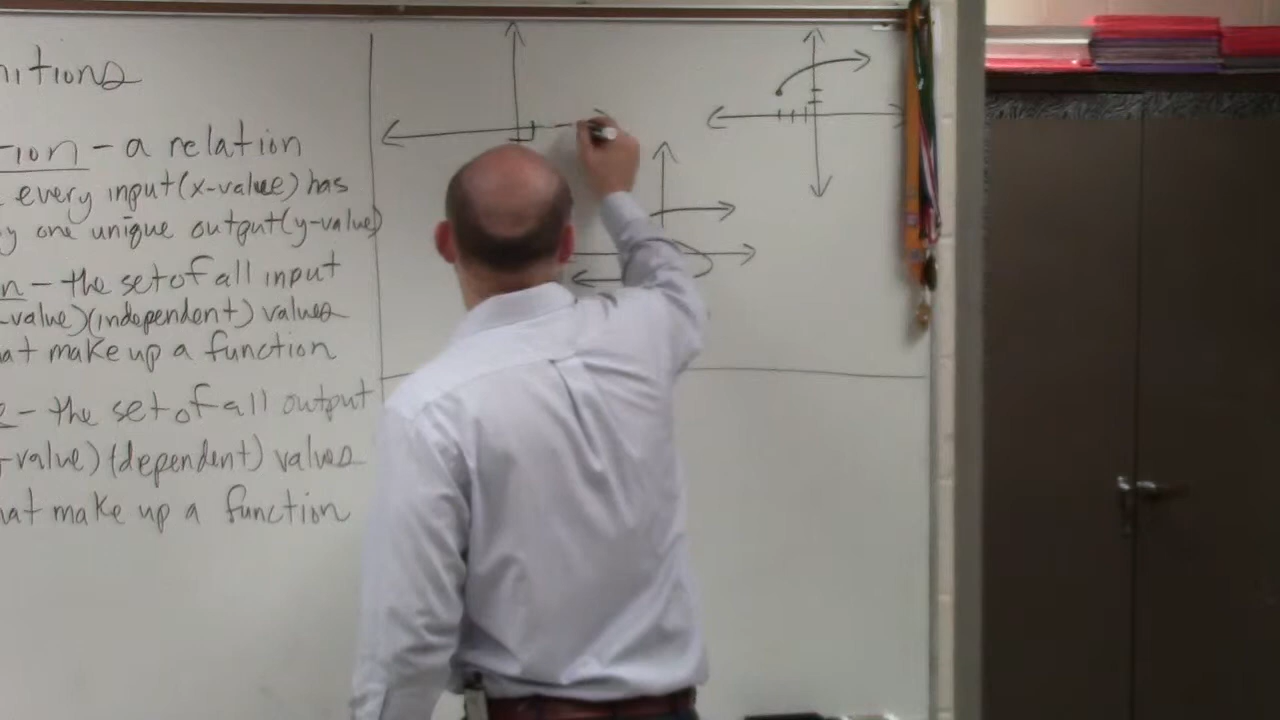 nitions
tion - a relation
every input (x-value) has
y one unique output (y-value)
n - the set of all input
-value) (independent) values
at make up a function
e - the set of all output
-value) (dependent) values
hat make up a function